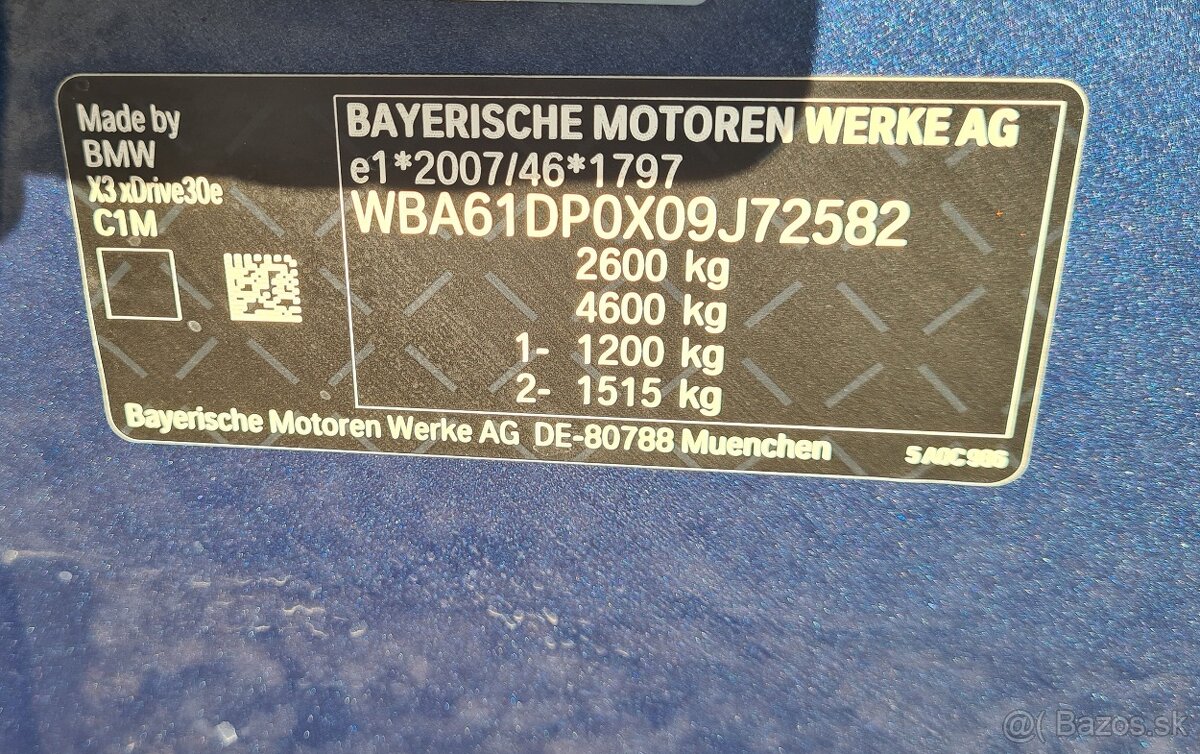 Made by
BMW
X3 xDrive30e
C1M
BAYERISCHE MOTOREN WERKE AG
e1*2007/46*1797
WBA61DP0X09J72582
2600 kg
4600 kg
1- 1200 kg
2- 1515 kg
Bayerische Motoren Werke AG DE-80788 Muenchen
5A0C986
@( Bazos.sk